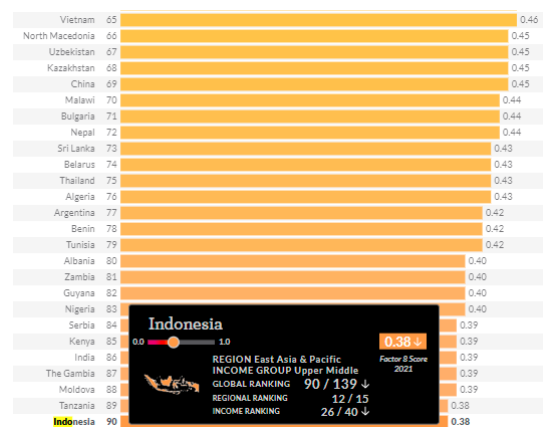 Vietnam 65 0.46
North Macedonia 66 0.45
Uzbekistan 67 0.45
Kazakhstan 68 0.45
China 69 0.45
Malawi 70 0.44
Bulgaria 71 0.44
Nepal 72 0.44
Sri Lanka 73 0.43
Belarus 74 0.43
Thailand 75 0.43
Algeria 76 0.43
Argentina 77 0.42
Benin 78 0.42
Tunisia 79 0.42
Albania 80 0.40
Zambia 81 0.40
Guyana 82 0.40
Nigeria 83 0.40
Serbia 84 0.39
Kenya 85 0.39
India 86 0.39
The Gambia 87 0.39
Moldova 88 0.39
Tanzania 89 0.38
Indonesia 90 0.38
Indonesia
0.0 1.0
0.38 ↓
Factor 8 Score
2021
REGION East Asia & Pacific
INCOME GROUP Upper Middle
GLOBAL RANKING 90 / 139 ↓
REGIONAL RANKING 12 / 15
INCOME RANKING 26 / 40 ↓